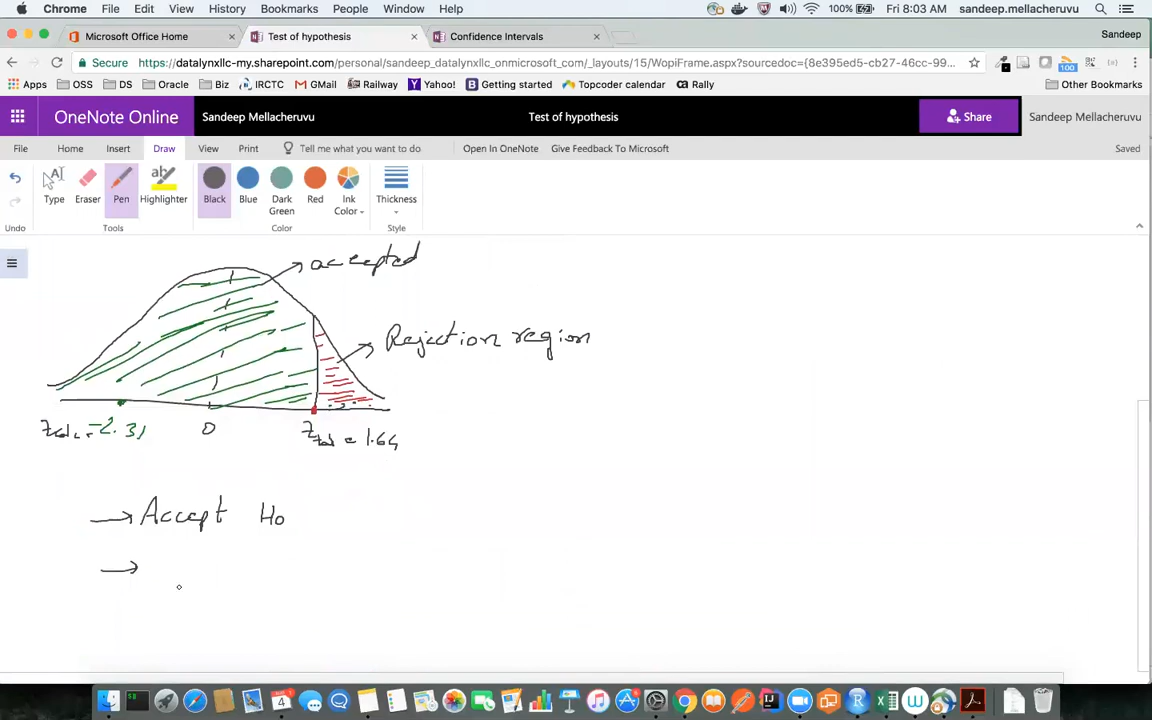 Chrome File Edit View History Bookmarks People Window Help 100% Fri 8:03 AM sandeep.mellacheruvu
Microsoft Office Home Test of hypothesis Confidence Intervals Sandeep
Secure https://datalynxllc-my.sharepoint.com/personal/sandeep_datalynxllc_onmicrosoft_com/_layouts/15/WopiFrame.aspx?sourcedoc={8e395ed5-cb27-46cc-99... 100
Apps OSS DS Oracle Biz IRCTC GMail Railway Yahoo! Getting started Topcoder calendar Rally Other Bookmarks
OneNote Online Sandeep Mellacheruvu Test of hypothesis Share Sandeep Mellacheruvu
File Home Insert Draw View Print Tell me what you want to do Open In OneNote Give Feedback To Microsoft Saved
Type Eraser Pen Highlighter Black Blue Dark Green Red Ink Color Thickness
Undo Tools Color Style
accepted
Rejection region
Zcal = -2.31 0 Ztab = 1.64
→ Accept H0
→